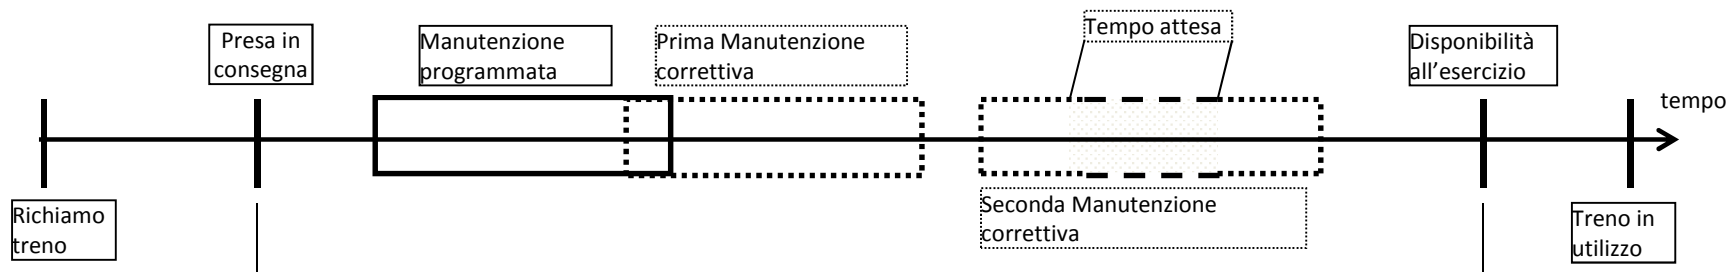 Presa in
consegna
Manutenzione
programmata
Prima Manutenzione
correttiva
Tempo attesa
Disponibilità
all'esercizio
tempo
Richiamo
treno
Seconda Manutenzione
correttiva
Treno in
utilizzo